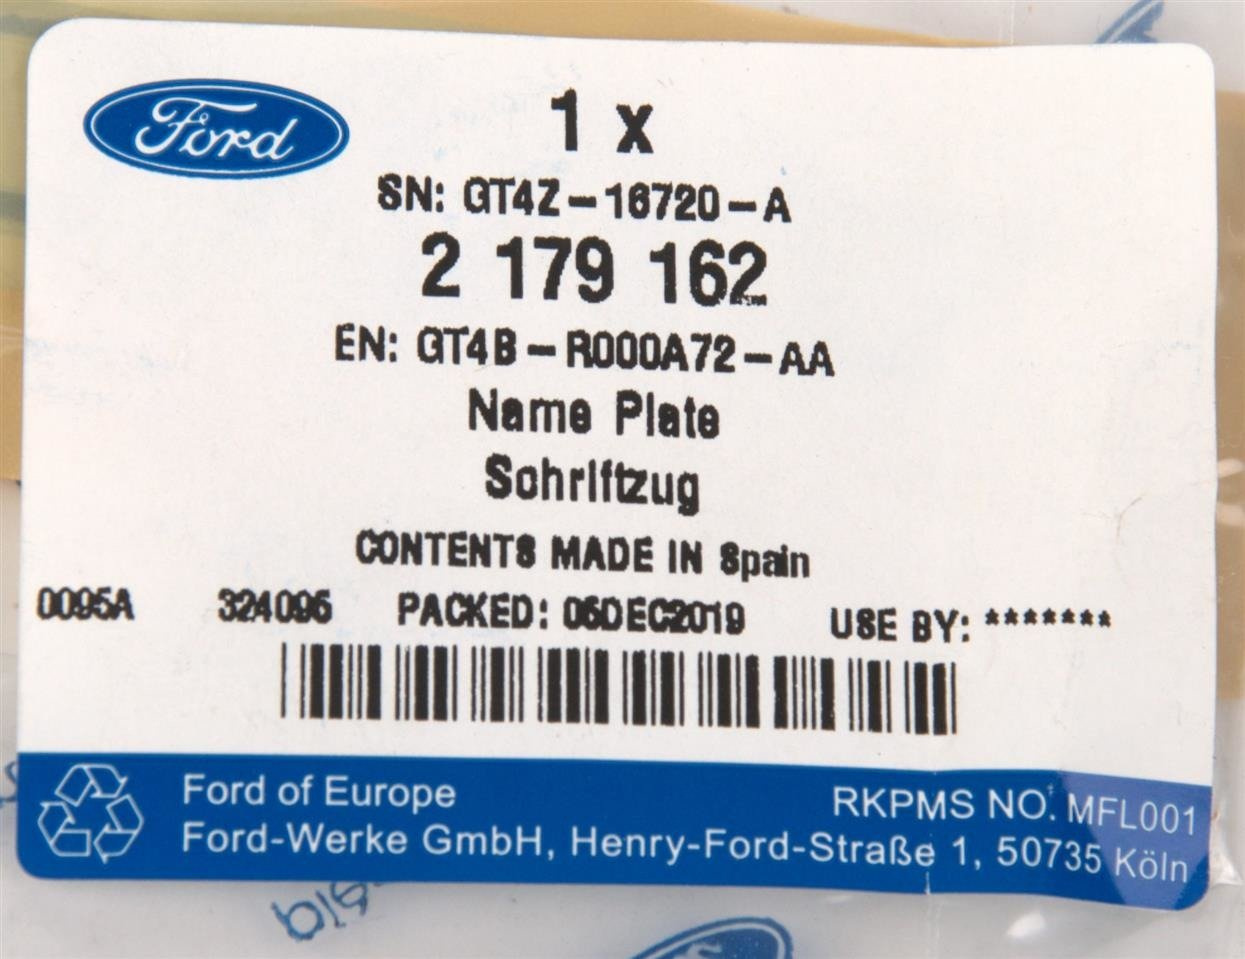 Ford
1 x
SN: GT4Z-16720-A
2 179 162
EN: GT4B-R000A72-AA
Name Plate
Schriftzug
CONTENTS MADE IN Spain
0095A 324095 PACKED: 06DEC2019 USE BY: *******
Ford of Europe RKPMS NO. MFL001
Ford-Werke GmbH, Henry-Ford-Straße 1, 50735 Köln